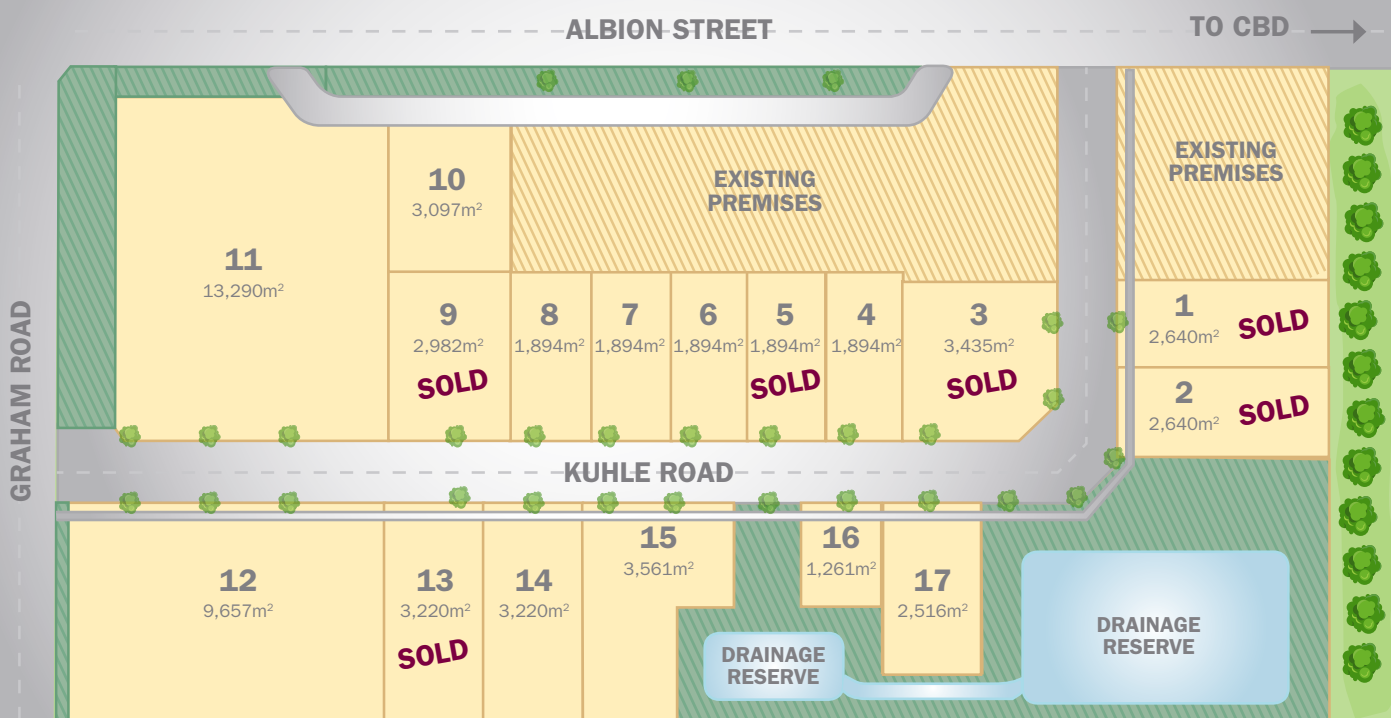 ALBION STREET
TO CBD
GRAHAM ROAD
11
13,290m²
10
3,097m²
EXISTING
PREMISES
EXISTING
PREMISES
9
2,982m²
SOLD
8
1,894m²
7
1,894m²
6
1,894m²
5
1,894m²
SOLD
4
1,894m²
3
3,435m²
SOLD
1
2,640m²
SOLD
2
2,640m²
SOLD
KUHLE ROAD
12
9,657m²
13
3,220m²
SOLD
14
3,220m²
15
3,561m²
16
1,261m²
17
2,516m²
DRAINAGE
RESERVE
DRAINAGE
RESERVE